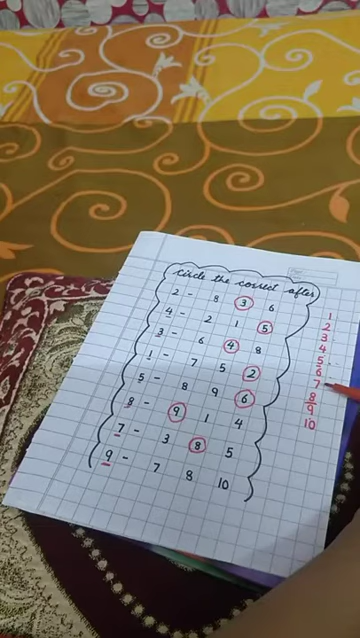 Circle the correct after
2 - 8 3 6
4 - 2 1 5
3 - 6 4 8
1 - 7 5 2
5 - 8 9 6
8 - 9 1 4
7 - 3 8 5
9 - 7 8 10
1
2
3
4
5
6
7
8
9
10